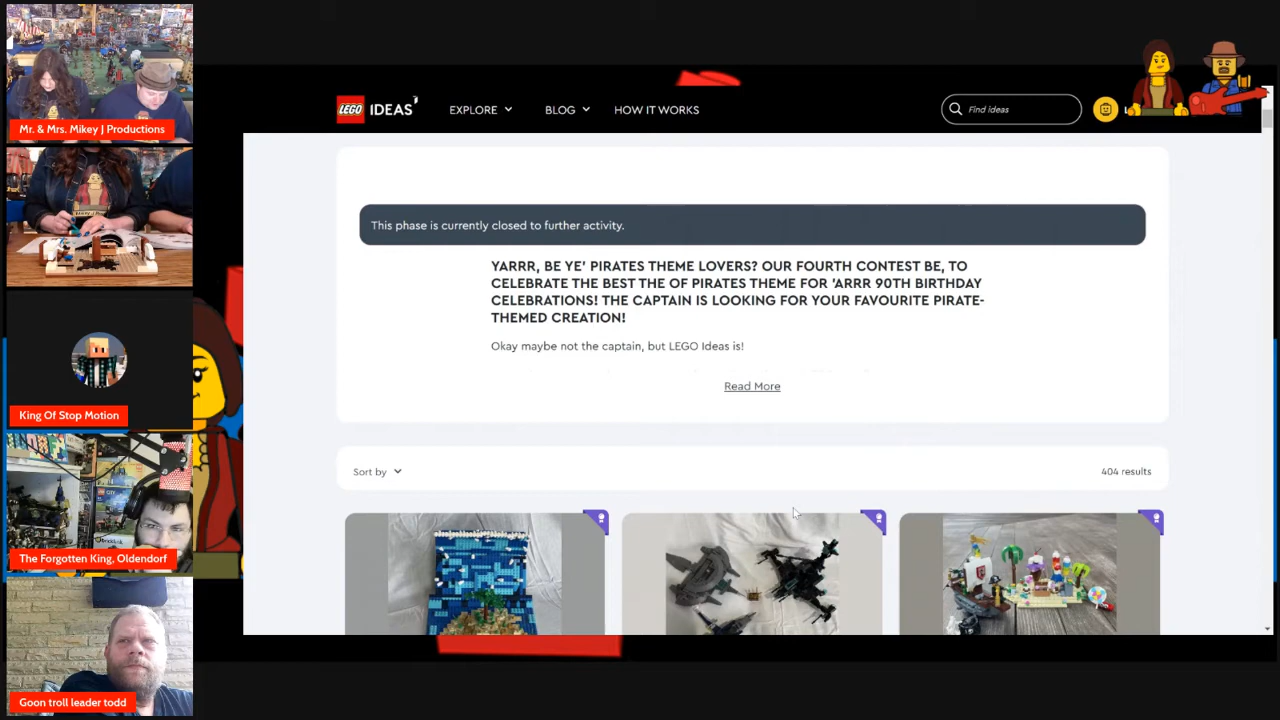 Mr. & Mrs. Mikey | Productions
King Of Stop Motion
The Forgotten King, Oldendorf
Goon troll leader todd
LEGO IDEAS
EXPLORE
BLOG
HOW IT WORKS
Find ideas
This phase is currently closed to further activity.
YARRR, BE YE' PIRATES THEME LOVERS? OUR FOURTH CONTEST BE, TO
CELEBRATE THE BEST THE OF PIRATES THEME FOR 'ARRR 90TH BIRTHDAY
CELEBRATIONS! THE CAPTAIN IS LOOKING FOR YOUR FAVOURITE PIRATE-
THEMED CREATION!
Okay maybe not the captain, but LEGO Ideas is!
Read More
Sort by
404 results